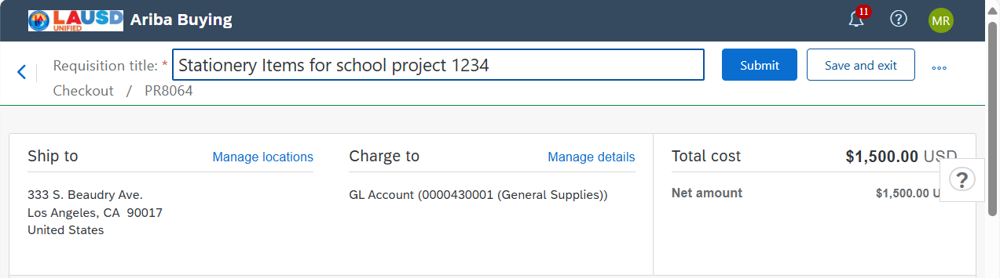 LAUSD
UNIFIED
Ariba Buying
11
?
MR
Requisition title: * Stationery Items for school project 1234
Submit
Save and exit
Checkout / PR8064
Ship to
Manage locations
Charge to
Manage details
Total cost
$1,500.00 USD
333 S. Beaudry Ave.
Los Angeles, CA 90017
United States
GL Account (0000430001 (General Supplies))
Net amount
$1,500.00 U
?